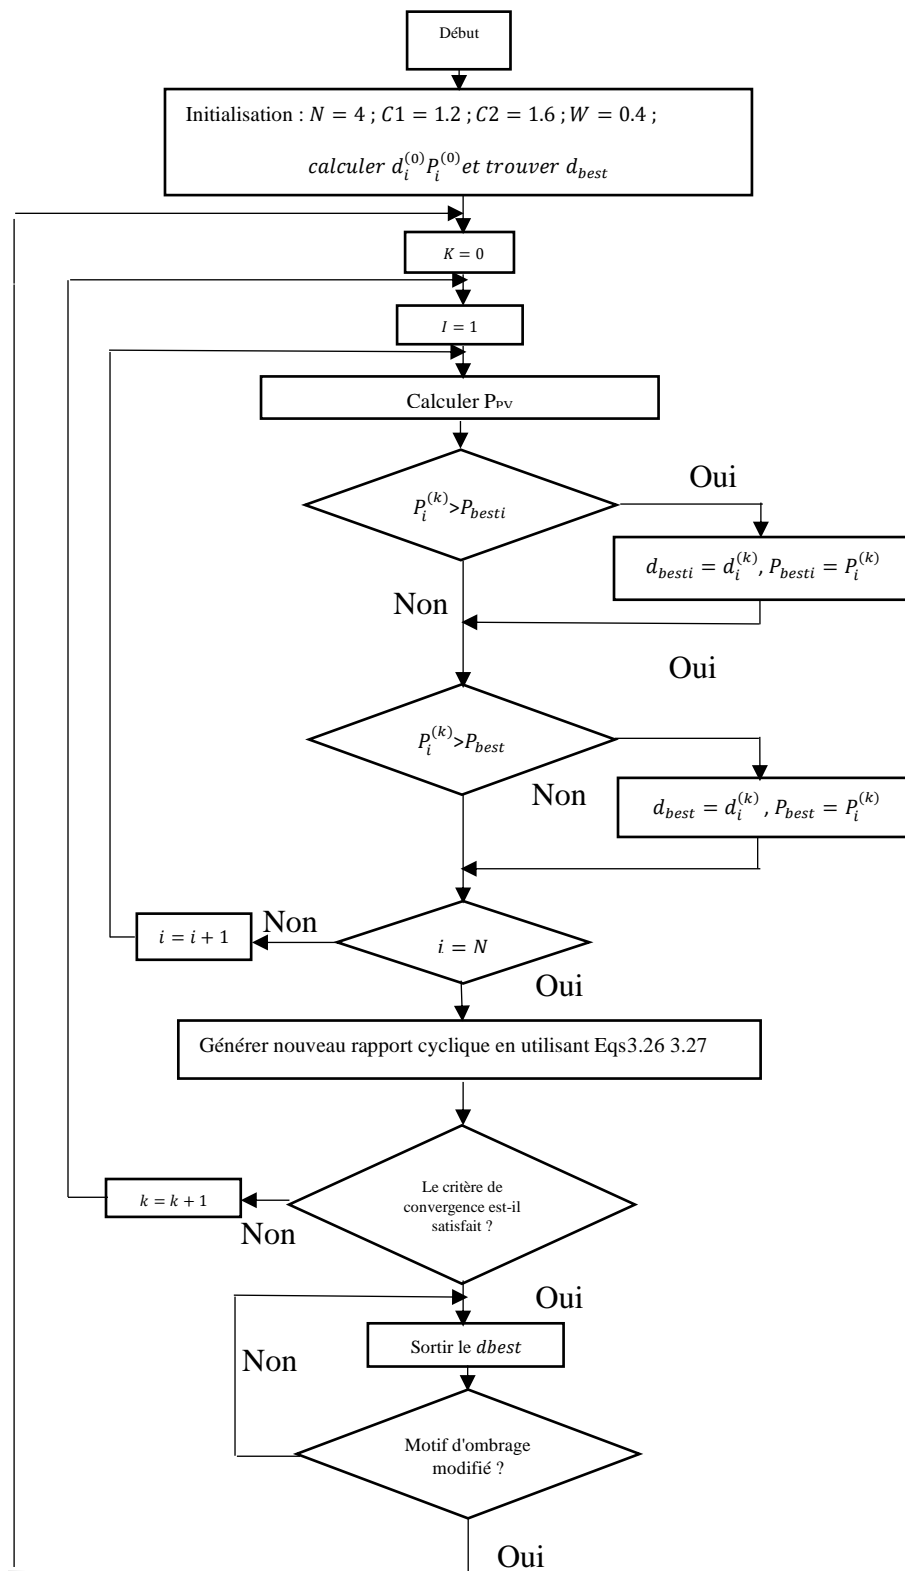 Début
Initialisation : N = 4 ; C1 = 1.2 ; C2 = 1.6 ; W = 0.4 ;
calculer d_i^(0) P_i^(0) et trouver d_best
K = 0
I = 1
Calculer P_PV
P_i^(k)>P_besti
Oui
d_besti = d_i^(k), P_besti = P_i^(k)
Non
Oui
P_i^(k)>P_best
Non
d_best = d_i^(k) , P_best = P_i^(k)
i = N
Non
i = i + 1
Oui
Générer nouveau rapport cyclique en utilisant Eqs3.26 3.27
Le critère de
convergence est-il
satisfait ?
k = k + 1
Non
Oui
Sortir le dbest
Non
Motif d'ombrage
modifié ?
Oui